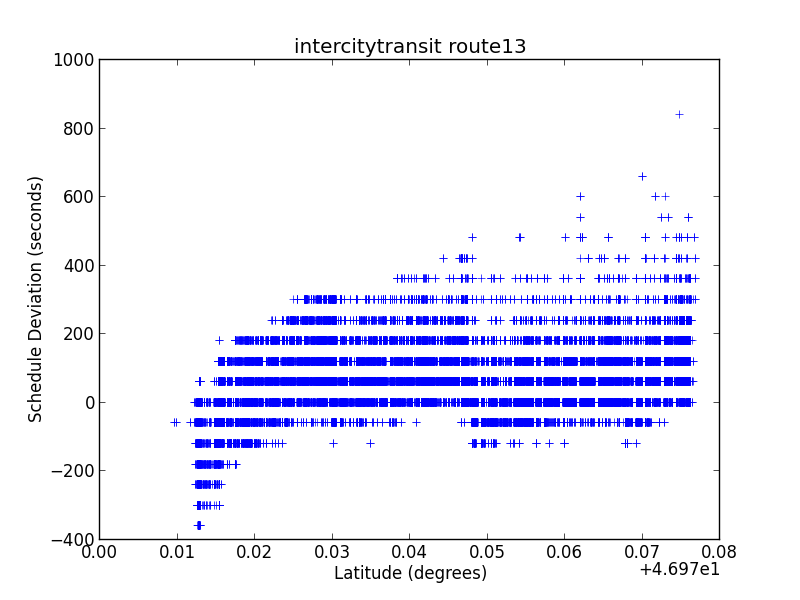 intercitytransit route13
1000
800
600
400
200
0
−200
−400
Schedule Deviation (seconds)
0.00 0.01 0.02 0.03 0.04 0.05 0.06 0.07 0.08
Latitude (degrees)
+4.697e1